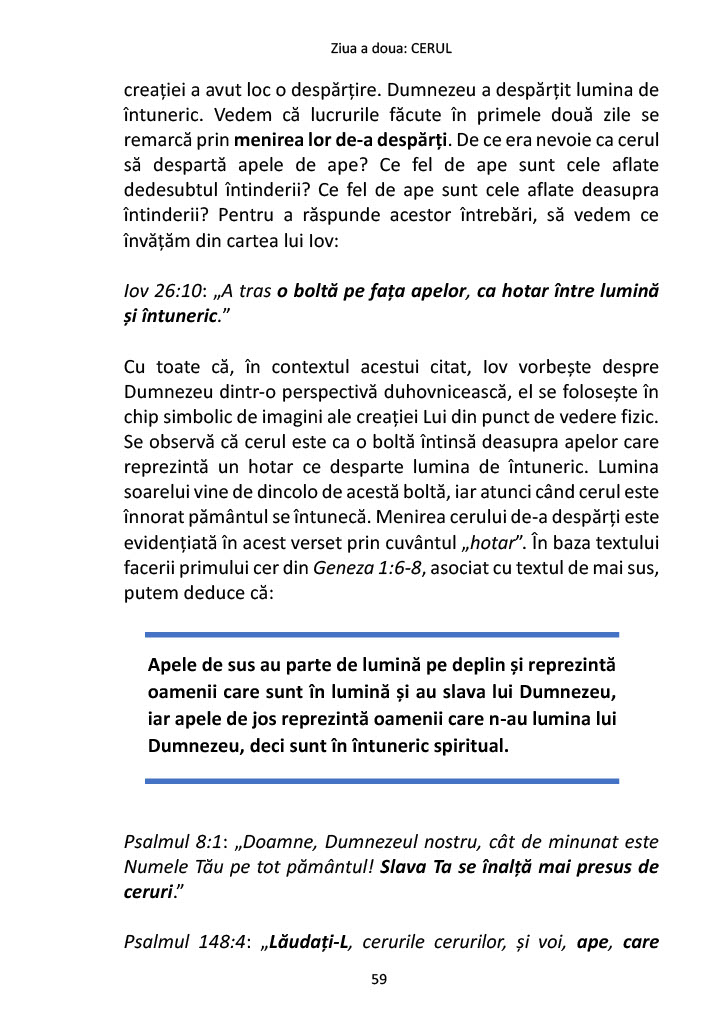 Ziua a doua: CERUL
creației a avut loc o despărțire. Dumnezeu a despărțit lumina de
întuneric. Vedem că lucrurile făcute în primele două zile se
remarcă prin menirea lor de-a despărți. De ce era nevoie ca cerul
să despartă apele de ape? Ce fel de ape sunt cele aflate
dedesubtul întinderii? Ce fel de ape sunt cele aflate deasupra
întinderii? Pentru a răspunde acestor întrebări, să vedem ce
învățăm din cartea lui Iov:
Iov 26:10: „A tras o boltă pe fața apelor, ca hotar între lumină
și întuneric.”
Cu toate că, în contextul acestui citat, Iov vorbește despre
Dumnezeu dintr-o perspectivă duhovnicească, el se folosește în
chip simbolic de imagini ale creației Lui din punct de vedere fizic.
Se observă că cerul este ca o boltă întinsă deasupra apelor care
reprezintă un hotar ce desparte lumina de întuneric. Lumina
soarelui vine de dincolo de acestă boltă, iar atunci când cerul este
înnorat pământul se întunecă. Menirea cerului de-a despărți este
evidențiată în acest verset prin cuvântul „hotar”. În baza textului
facerii primului cer din Geneza 1:6-8, asociat cu textul de mai sus,
putem deduce că:
Apele de sus au parte de lumină pe deplin și reprezintă
oamenii care sunt în lumină și au slava lui Dumnezeu,
iar apele de jos reprezintă oamenii care n-au lumina lui
Dumnezeu, deci sunt în întuneric spiritual.
Psalmul 8:1: „Doamne, Dumnezeul nostru, cât de minunat este
Numele Tău pe tot pământul! Slava Ta se înalță mai presus de
ceruri.”
Psalmul 148:4: „Lăudați-L, cerurile cerurilor, și voi, ape, care
59